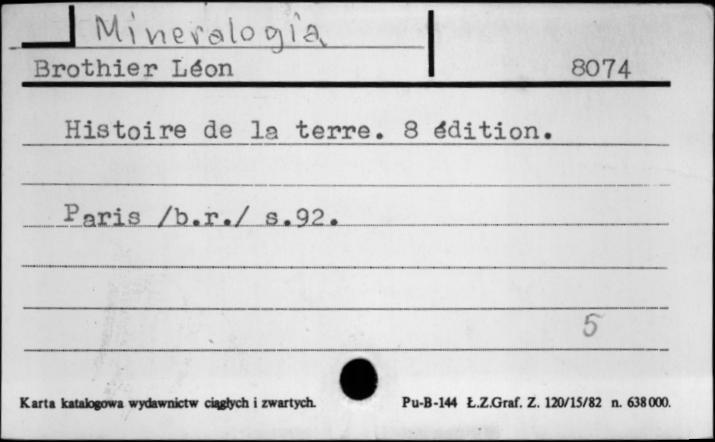 Mineralogia
Brothier Léon 8074
Histoire de la terre. 8 édition.
Paris /b.r./ s.92.
5
Karta katalogowa wydawnictw ciągłych i zwartych. Pu-B-144 Ł.Z.Graf. Z. 120/15/82 n. 638000.